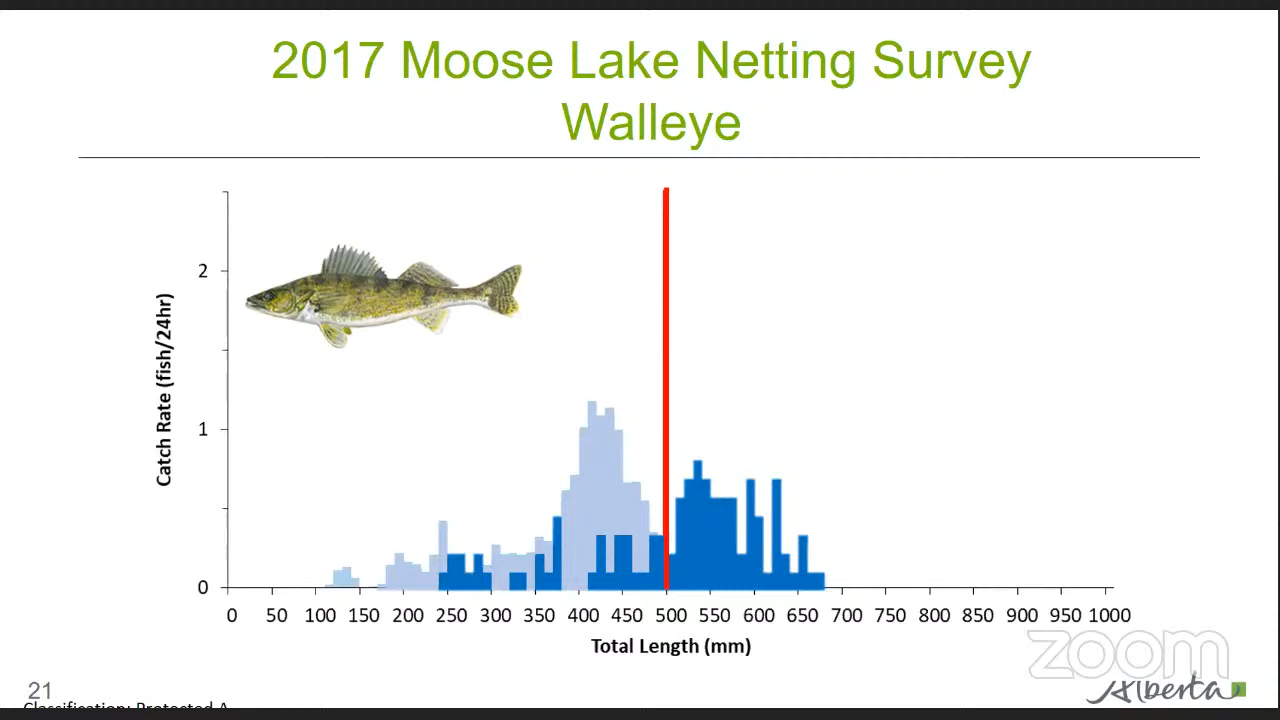 2017 Moose Lake Netting Survey
Walleye
Catch Rate (fish/24hr)
2
1
0
0 50 100 150 200 250 300 350 400 450 500 550 600 650 700 750 800 850 900 950 1000
Total Length (mm)
zoom
Alberta
21
Classification: Protected A